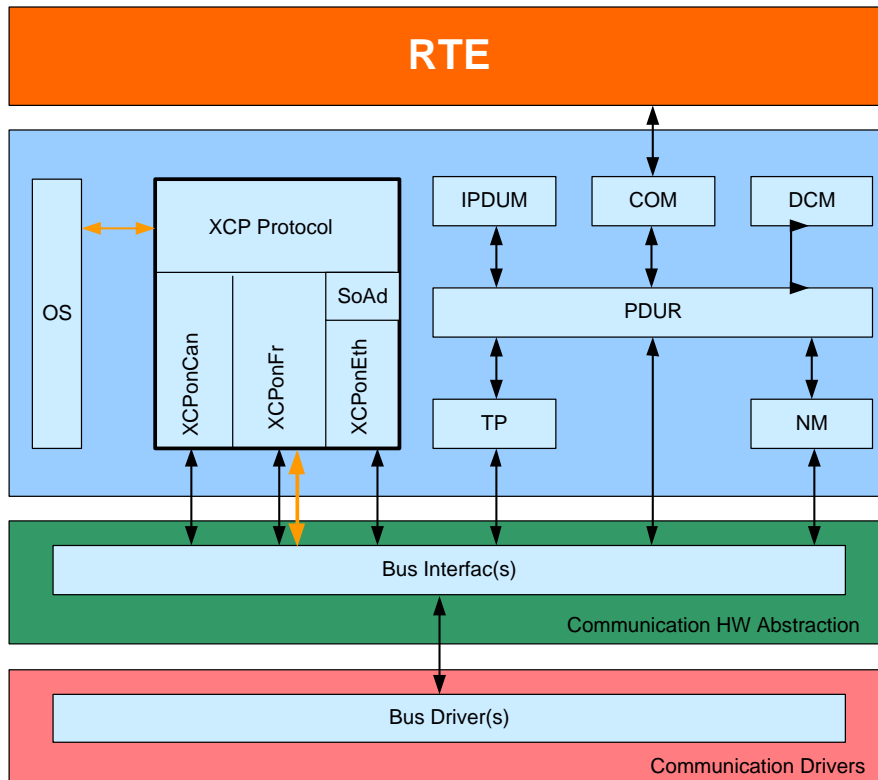 RTE
IPDUM
COM
DCM
XCP Protocol
SoAd
OS
PDUR
XCPonCan
XCPonFr
XCPonEth
TP
NM
Bus Interfac(s)
Communication HW Abstraction
Bus Driver(s)
Communication Drivers